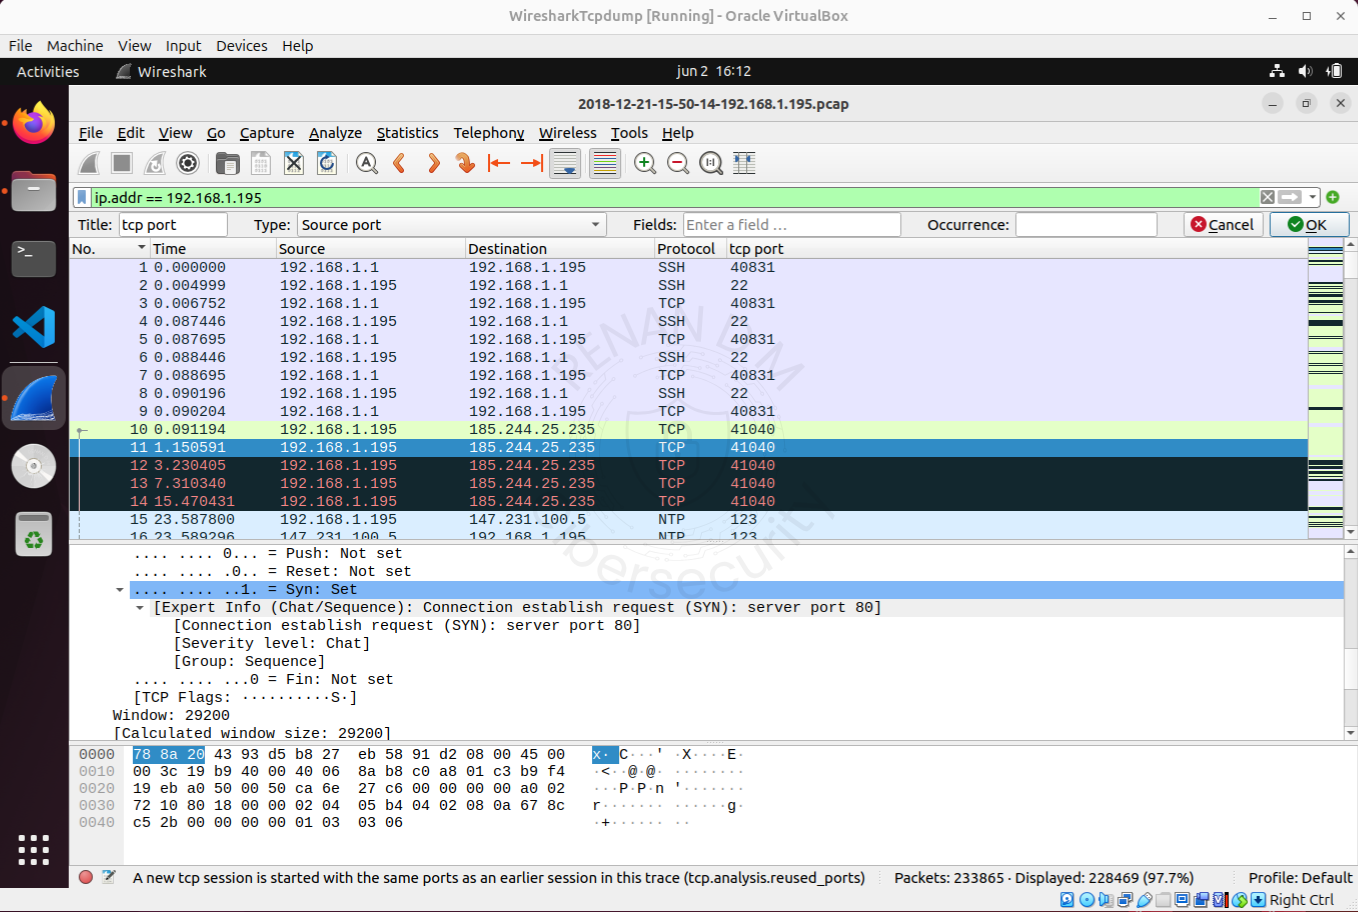 WiresharkTcpdump [Running] - Oracle VirtualBox
File Machine View Input Devices Help
Activities Wireshark jun 2 16:12
2018-12-21-15-50-14-192.168.1.195.pcap
File Edit View Go Capture Analyze Statistics Telephony Wireless Tools Help
ip.addr == 192.168.1.195
Title: tcp port Type: Source port Fields: Enter a field … Occurrence: Cancel OK
No. Time Source Destination Protocol tcp port
1 0.000000 192.168.1.1 192.168.1.195 SSH 40831
2 0.004999 192.168.1.195 192.168.1.1 SSH 22
3 0.006752 192.168.1.1 192.168.1.195 TCP 40831
4 0.087446 192.168.1.195 192.168.1.1 SSH 22
5 0.087695 192.168.1.1 192.168.1.195 TCP 40831
6 0.088446 192.168.1.195 192.168.1.1 SSH 22
7 0.088695 192.168.1.1 192.168.1.195 TCP 40831
8 0.090196 192.168.1.195 192.168.1.1 SSH 22
9 0.090204 192.168.1.1 192.168.1.195 TCP 40831
10 0.091194 192.168.1.195 185.244.25.235 TCP 41040
11 1.150591 192.168.1.195 185.244.25.235 TCP 41040
12 3.230405 192.168.1.195 185.244.25.235 TCP 41040
13 7.310340 192.168.1.195 185.244.25.235 TCP 41040
14 15.470431 192.168.1.195 185.244.25.235 TCP 41040
15 23.587800 192.168.1.195 147.231.100.5 NTP 123
16 23.589296 147.231.100.5 192.168.1.195 NTP 123
RENAN D.M
Cybersecurity
.... .... 0... = Push: Not set
.... .... .0.. = Reset: Not set
.... .... ..1. = Syn: Set
[Expert Info (Chat/Sequence): Connection establish request (SYN): server port 80]
[Connection establish request (SYN): server port 80]
[Severity level: Chat]
[Group: Sequence]
.... .... ...0 = Fin: Not set
[TCP Flags: ··········S·]
Window: 29200
[Calculated window size: 29200]
0000 78 8a 20 43 93 d5 b8 27 eb 58 91 d2 08 00 45 00 x· C···' ·X····E·
0010 00 3c 19 b9 40 00 40 06 8a b8 c0 a8 01 c3 b9 f4 ·<··@·@· ········
0020 19 eb a0 50 00 50 ca 6e 27 c6 00 00 00 00 a0 02 ···P·P·n '·······
0030 72 10 80 18 00 00 02 04 05 b4 04 02 08 0a 67 8c r······· ······g·
0040 c5 2b 00 00 00 00 01 03 03 06 ·+······ ··
A new tcp session is started with the same ports as an earlier session in this trace (tcp.analysis.reused_ports) Packets: 233865 · Displayed: 228469 (97.7%) Profile: Default
Right Ctrl